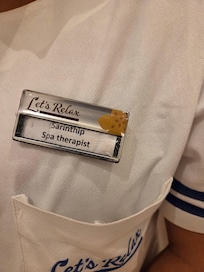 Let's Relax
Sarinthip
Spa therapist
Let's Relax